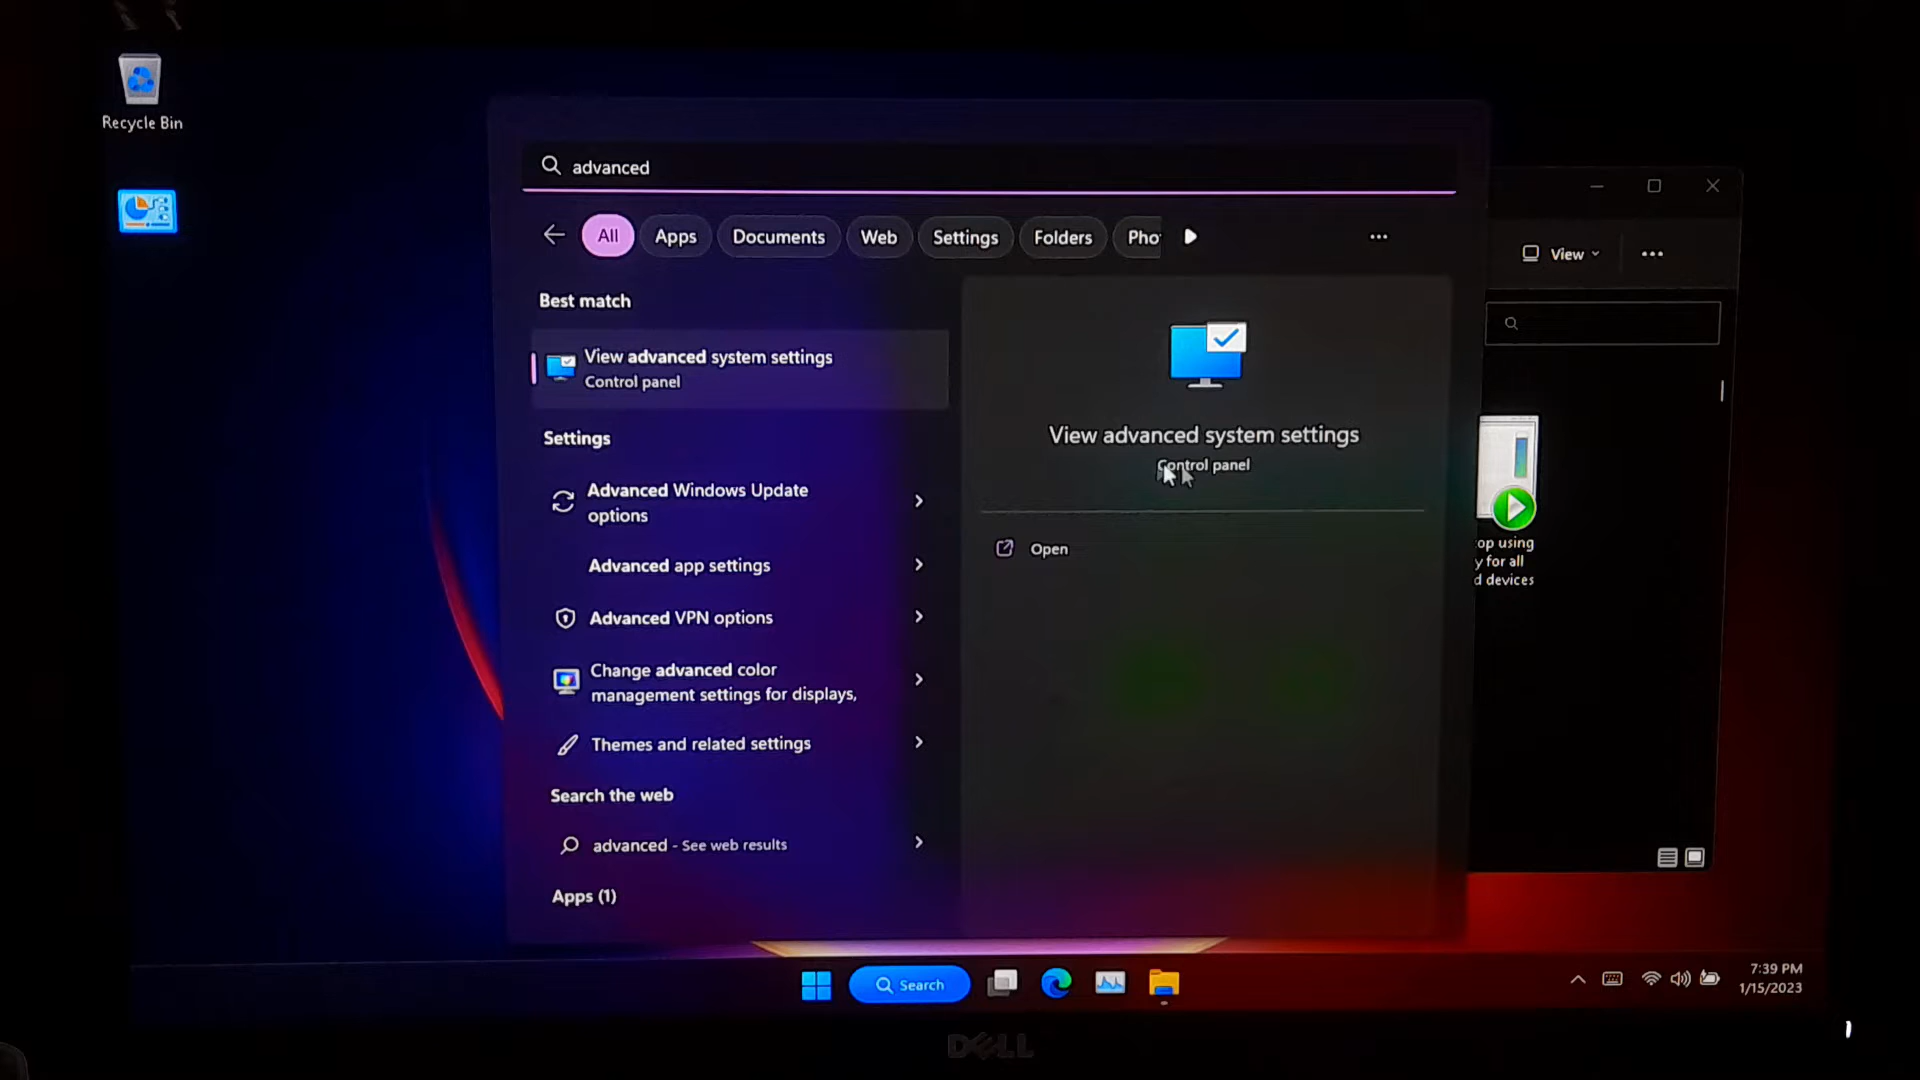 Recycle Bin
advanced
All
Apps
Documents
Web
Settings
Folders
Pho
View
Best match
View advanced system settings
Control panel
Settings
Advanced Windows Update
options
Advanced app settings
Advanced VPN options
Change advanced color
management settings for displays,
Themes and related settings
Search the web
advanced - See web results
Apps (1)
View advanced system settings
Control panel
Open
op using
y for all
d devices
Search
7:39 PM
1/15/2023
DELL